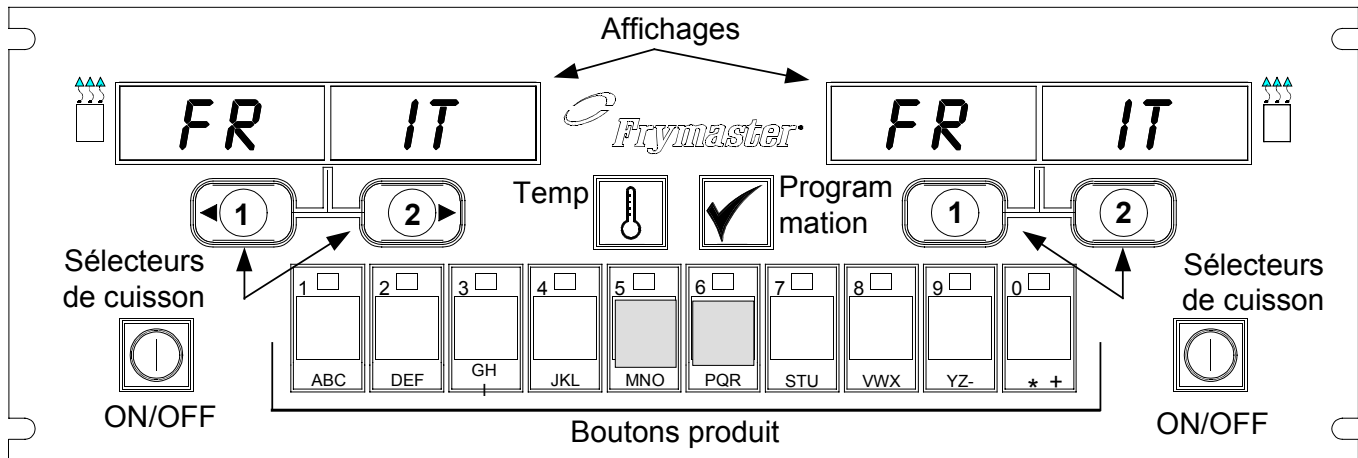 Affichages
FR IT
Frymaster
FR IT
Temp
Program
mation
1
2
1
2
Sélecteurs
de cuisson
Sélecteurs
de cuisson
1 2 3 4 5 6 7 8 9 0
ABC DEF GH
I JKL MNO PQR STU VWX YZ- * +
ON/OFF
ON/OFF
Boutons produit